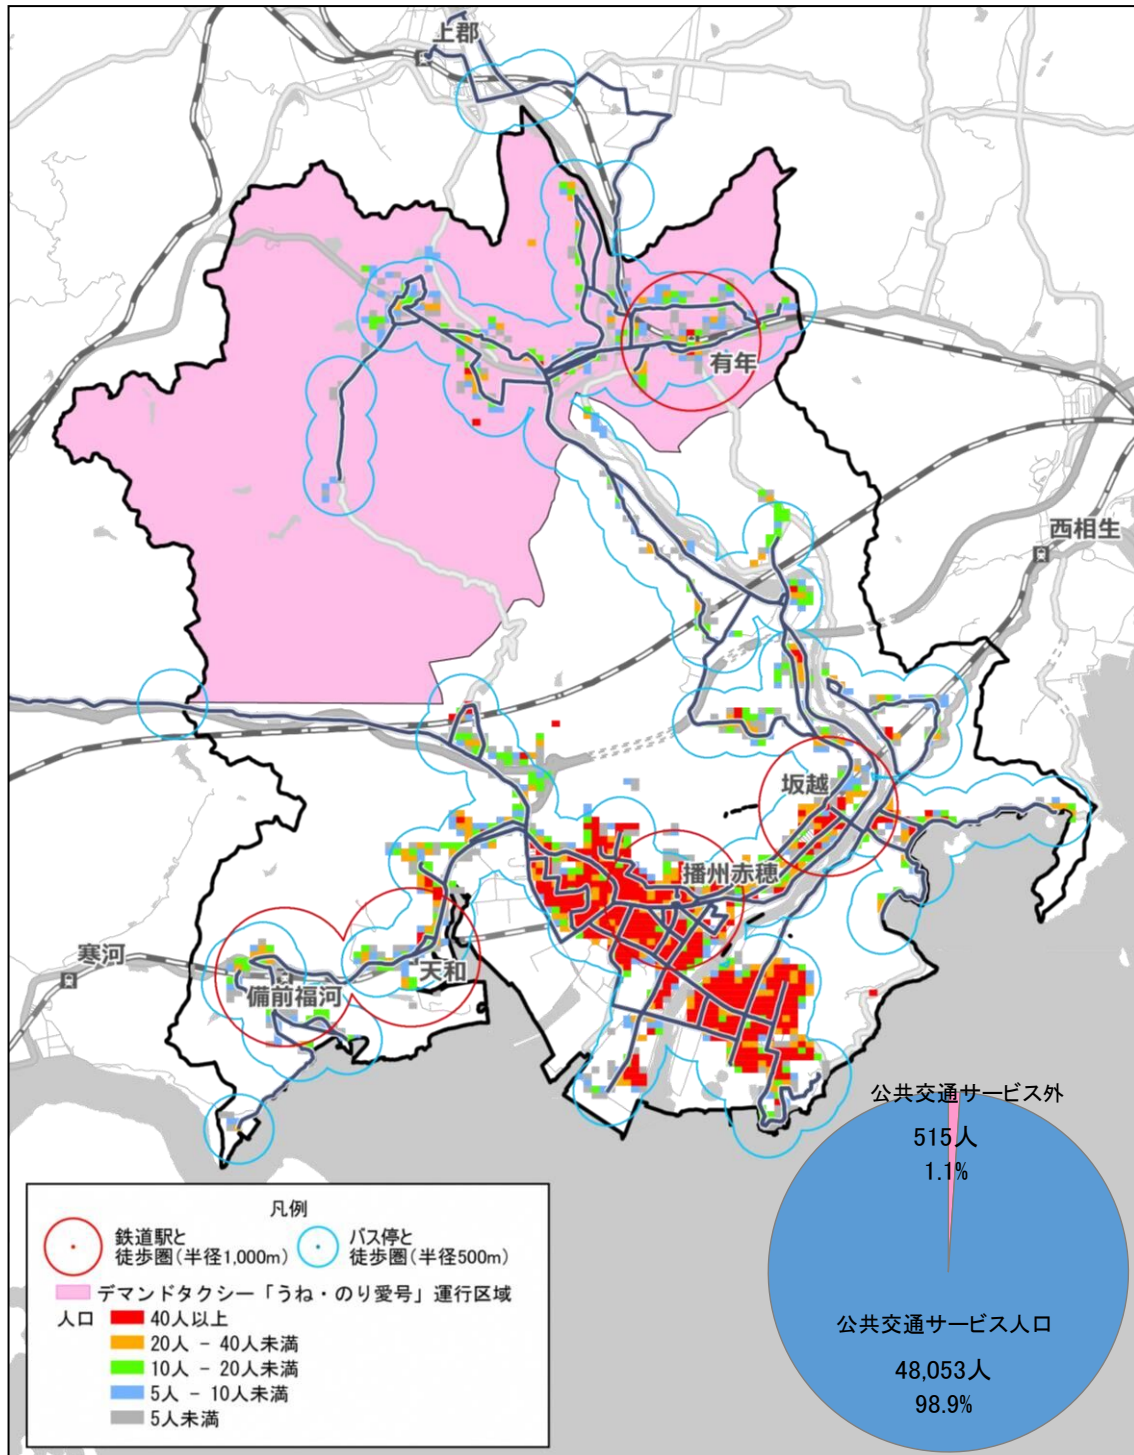 上郡
有年
西相生
坂越
播州赤穂
寒河
天和
備前福河
公共交通サービス外
515人
1.1%
公共交通サービス人口
48,053人
98.9%
凡例
鉄道駅と
徒歩圏(半径1,000m)
バス停と
徒歩圏(半径500m)
デマンドタクシー「うね・のり愛号」運行区域
人口
40人以上
20人 - 40人未満
10人 - 20人未満
5人 - 10人未満
5人未満